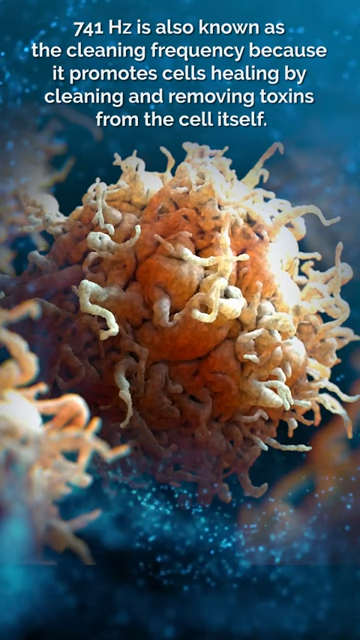 741 Hz is also known as
the cleaning frequency because
it promotes cells healing by
cleaning and removing toxins
from the cell itself.